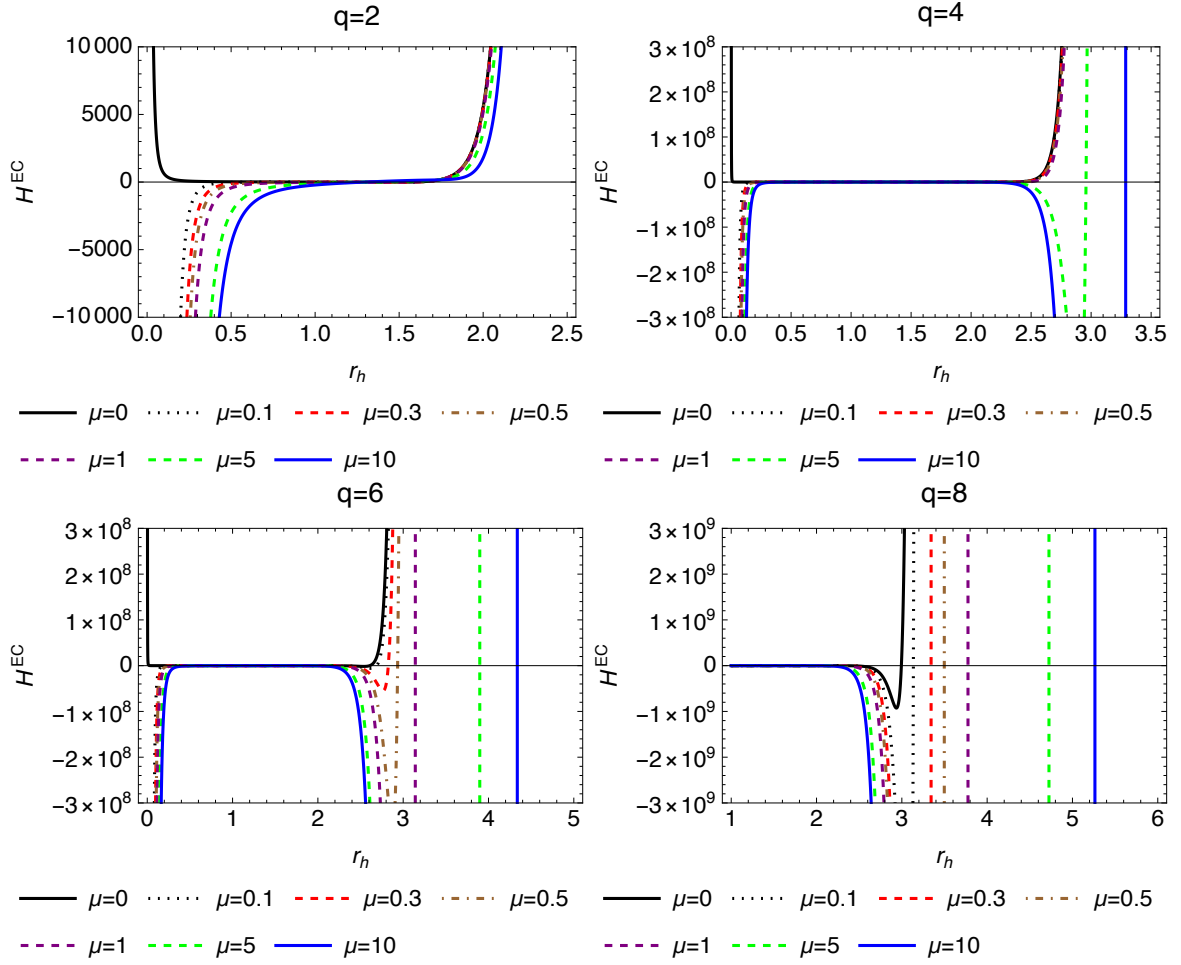 q=2
10 000
5000
0
−5000
−10 000
H^EC
0.0 0.5 1.0 1.5 2.0 2.5
r_h
μ=0 μ=0.1 μ=0.3 μ=0.5
μ=1 μ=5 μ=10
q=4
3×10^8
2×10^8
1×10^8
0
−1×10^8
−2×10^8
−3×10^8
H^EC
0.0 0.5 1.0 1.5 2.0 2.5 3.0 3.5
r_h
μ=0 μ=0.1 μ=0.3 μ=0.5
μ=1 μ=5 μ=10
q=6
3×10^8
2×10^8
1×10^8
0
−1×10^8
−2×10^8
−3×10^8
H^EC
0 1 2 3 4 5
r_h
μ=0 μ=0.1 μ=0.3 μ=0.5
μ=1 μ=5 μ=10
q=8
3×10^9
2×10^9
1×10^9
0
−1×10^9
−2×10^9
−3×10^9
H^EC
1 2 3 4 5 6
r_h
μ=0 μ=0.1 μ=0.3 μ=0.5
μ=1 μ=5 μ=10